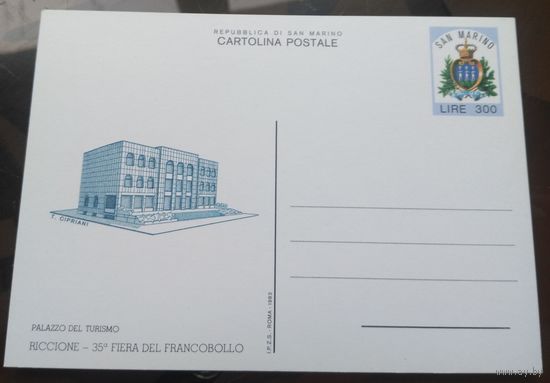 REPUBBLICA DI SAN MARINO
CARTOLINA POSTALE
SAN MARINO
LIRE 300
T. CIPRIANI
PALAZZO DEL TURISMO
RICCIONE – 35ª FIERA DEL FRANCOBOLLO
I.P.Z.S. - ROMA - 1983